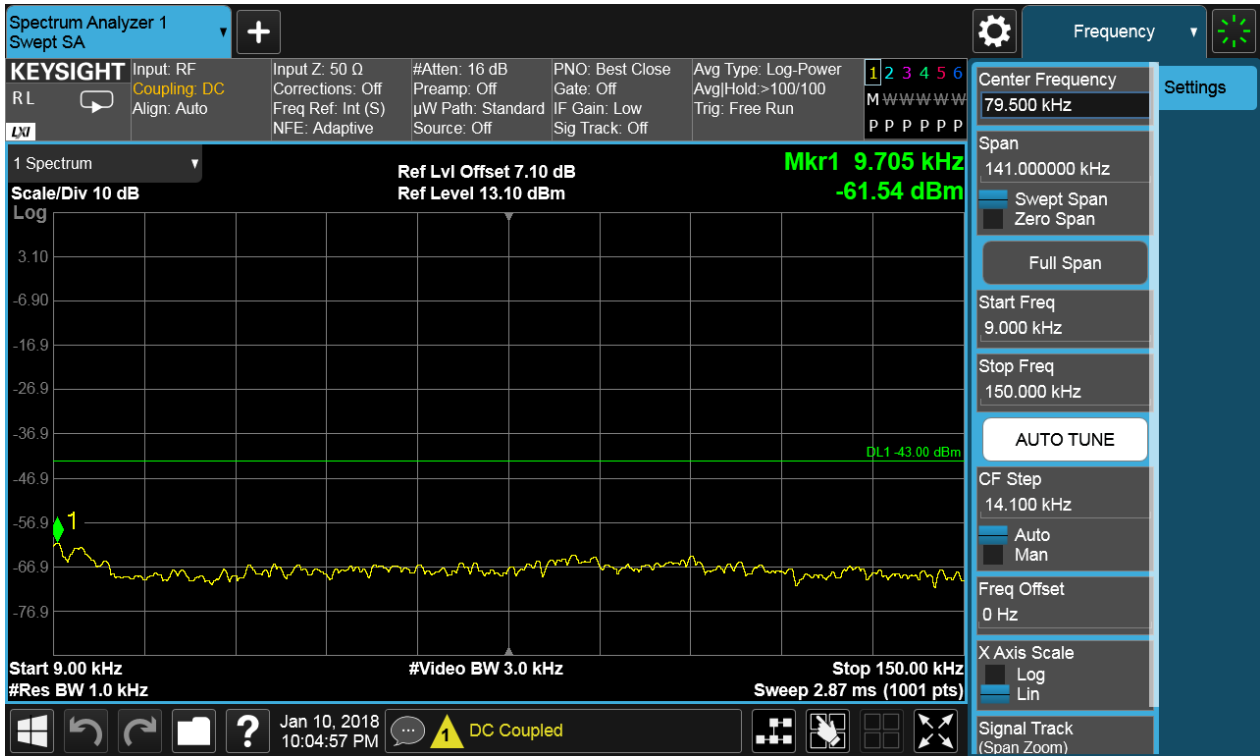 Spectrum Analyzer 1
Swept SA
+
Frequency
KEYSIGHT
RL
LXI
Input: RF
Coupling: DC
Align: Auto
Input Z: 50 Ω
Corrections: Off
Freq Ref: Int (S)
NFE: Adaptive
#Atten: 16 dB
Preamp: Off
µW Path: Standard
Source: Off
PNO: Best Close
Gate: Off
IF Gain: Low
Sig Track: Off
Avg Type: Log-Power
Avg|Hold:>100/100
Trig: Free Run
1 2 3 4 5 6
M W W W W W
P P P P P P
1 Spectrum
Scale/Div 10 dB
Log
Ref Lvl Offset 7.10 dB
Ref Level 13.10 dBm
Mkr1 9.705 kHz
-61.54 dBm
3.10
-6.90
-16.9
-26.9
-36.9
DL1 -43.00 dBm
-46.9
-56.9
1
-66.9
-76.9
Start 9.00 kHz
#Res BW 1.0 kHz
#Video BW 3.0 kHz
Stop 150.00 kHz
Sweep 2.87 ms (1001 pts)
Center Frequency
79.500 kHz
Span
141.000000 kHz
Swept Span
Zero Span
Full Span
Start Freq
9.000 kHz
Stop Freq
150.000 kHz
AUTO TUNE
CF Step
14.100 kHz
Auto
Man
Freq Offset
0 Hz
X Axis Scale
Log
Lin
Signal Track
(Span Zoom)
Settings
?
Jan 10, 2018
10:04:57 PM
1
DC Coupled